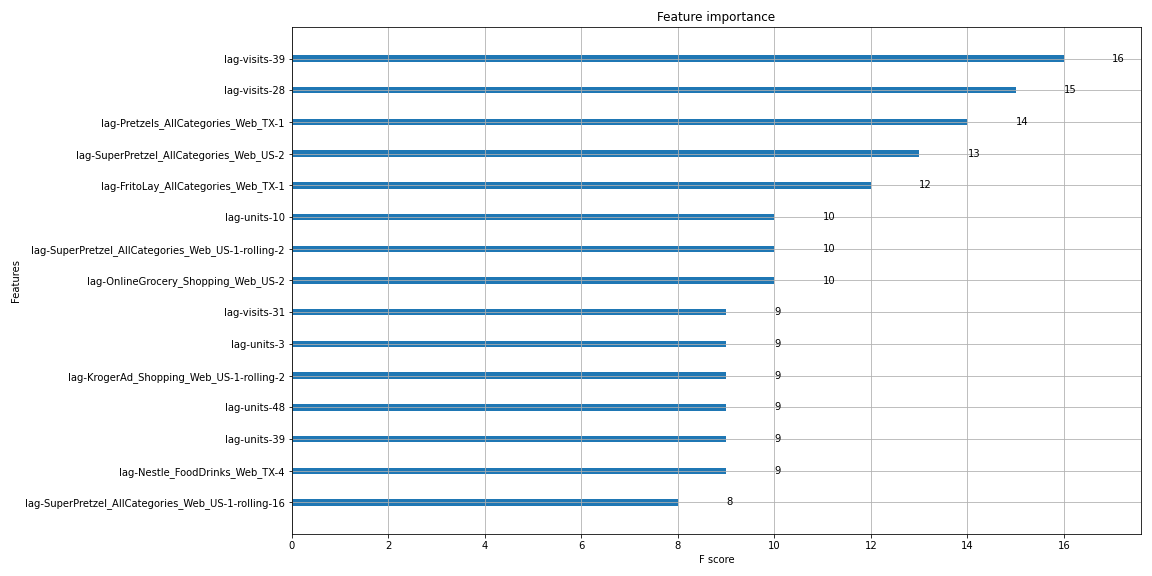 Feature importance
Features
lag-visits-39 16
lag-visits-28 15
lag-Pretzels_AllCategories_Web_TX-1 14
lag-SuperPretzel_AllCategories_Web_US-2 13
lag-FritoLay_AllCategories_Web_TX-1 12
lag-units-10 10
lag-SuperPretzel_AllCategories_Web_US-1-rolling-2 10
lag-OnlineGrocery_Shopping_Web_US-2 10
lag-visits-31 9
lag-units-3 9
lag-KrogerAd_Shopping_Web_US-1-rolling-2 9
lag-units-48 9
lag-units-39 9
lag-Nestle_FoodDrinks_Web_TX-4 9
lag-SuperPretzel_AllCategories_Web_US-1-rolling-16 8
0 2 4 6 8 10 12 14 16
F score